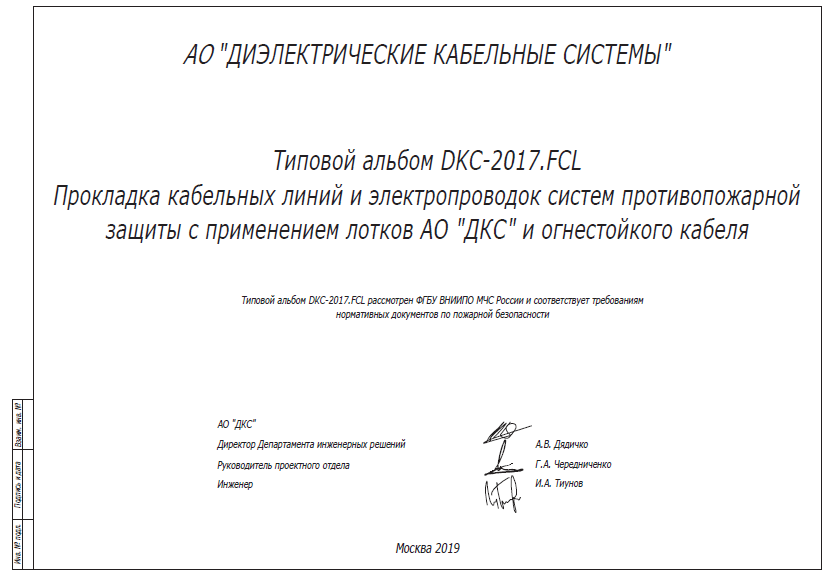 АО "ДИЭЛЕКТРИЧЕСКИЕ КАБЕЛЬНЫЕ СИСТЕМЫ"
Типовой альбом DKC-2017.FCL
Прокладка кабельных линий и электропроводок систем противопожарной
защиты с применением лотков АО "ДКС" и огнестойкого кабеля
Типовой альбом DKC-2017.FCL рассмотрен ФГБУ ВНИИПО МЧС России и соответствует требованиям
нормативных документов по пожарной безопасности
АО "ДКС"
Директор Департамента инженерных решений А.В. Дядичко
Руководитель проектного отдела Г.А. Чередниченко
Инженер И.А. Тиунов
Взаим. инв. №
Подпись и дата
Инв. № подл.
Москва 2019